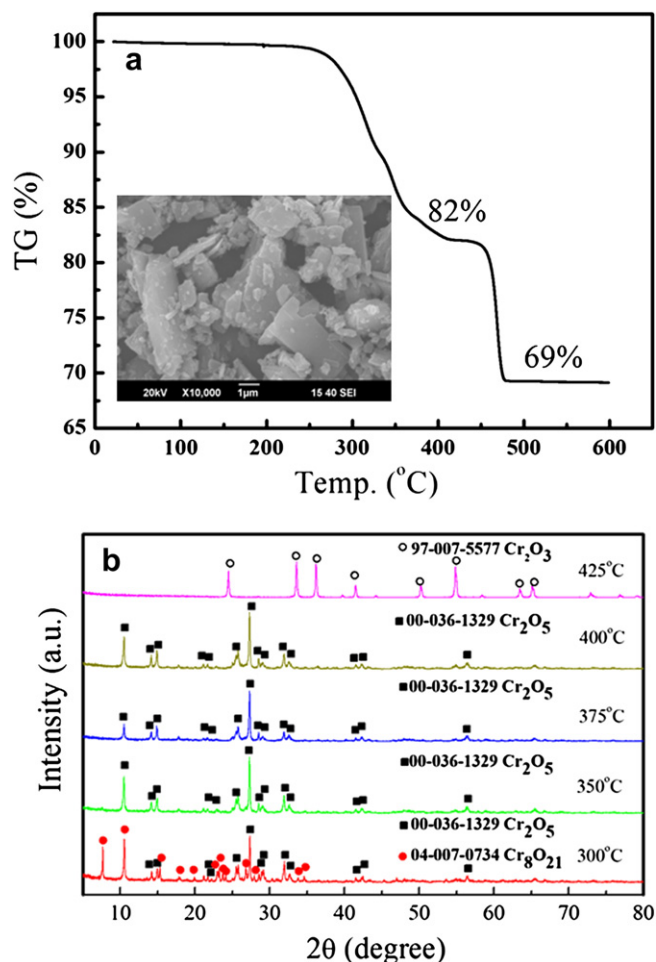 a
100
95
90
85
80
75
70
65
TG (%)
82%
69%
20kV X10,000 1µm 15 40 SEI
0 100 200 300 400 500 600
Temp. (°C)
b
97-007-5577 Cr₂O₃
425°C
00-036-1329 Cr₂O₅
400°C
00-036-1329 Cr₂O₅
375°C
00-036-1329 Cr₂O₅
350°C
00-036-1329 Cr₂O₅
04-007-0734 Cr₈O₂₁
300°C
Intensity (a.u.)
10 20 30 40 50 60 70 80
2θ (degree)